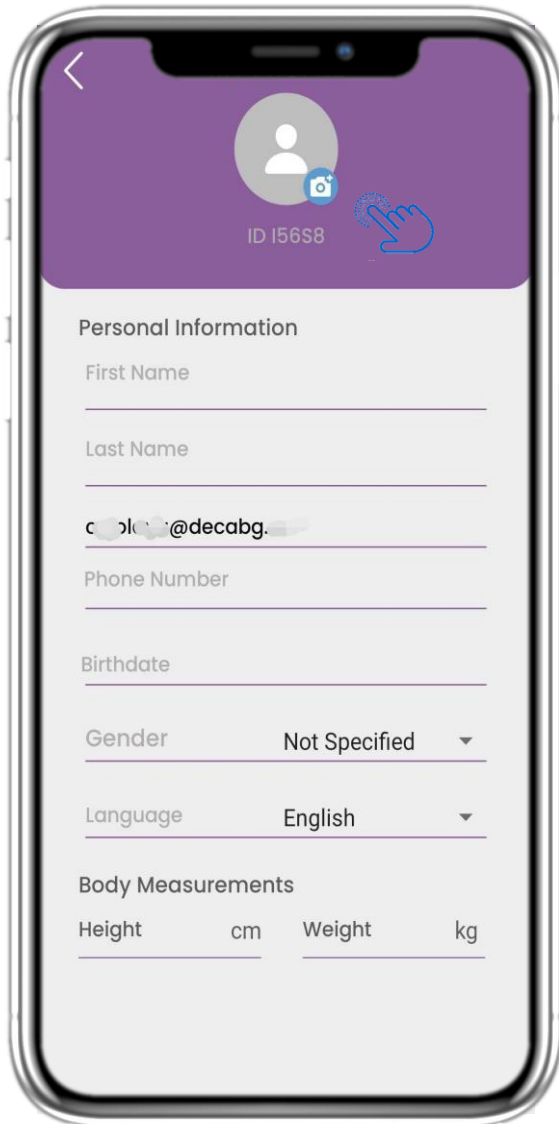 ID I56S8
Personal Information
First Name
Last Name
@decabg.
Phone Number
Birthdate
Gender Not Specified
Language English
Body Measurements
Height cm Weight kg